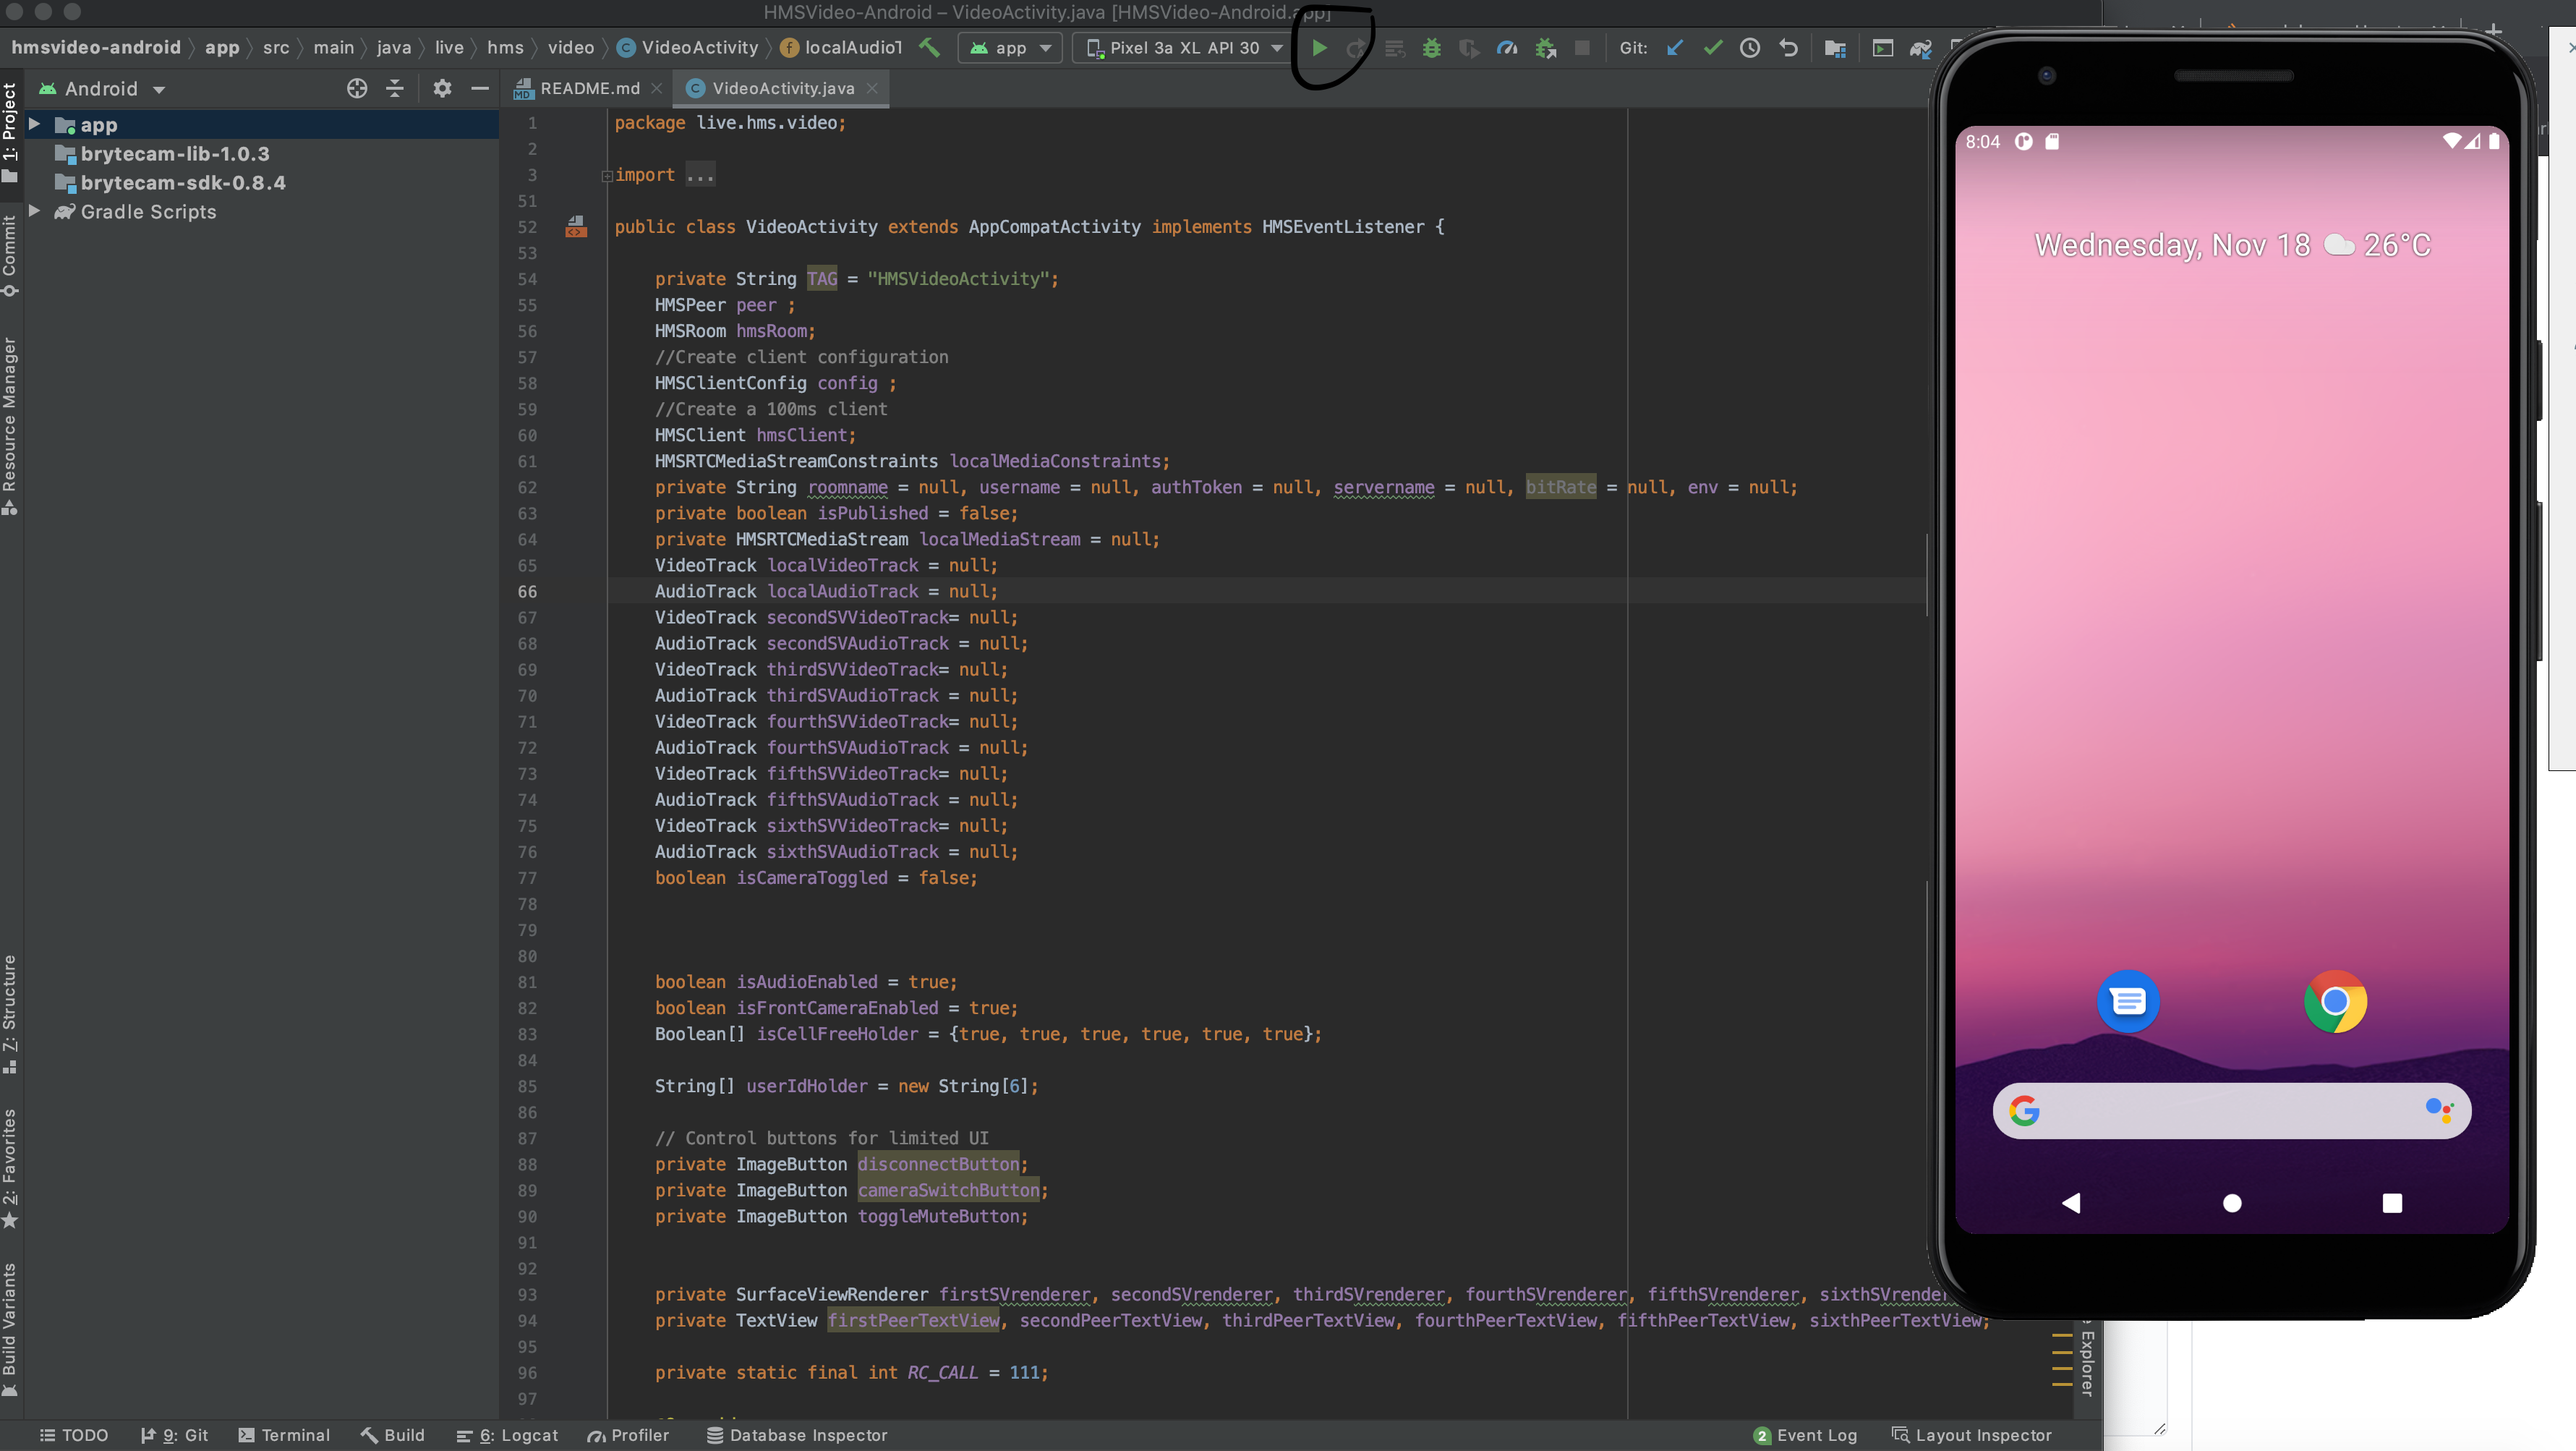 HMSVideo-Android – VideoActivity.java [HMSVideo-Android.app]
hmsvideo-android app src main java live hms video VideoActivity localAudioT app Pixel 3a XL API 30 Git:
Android README.md VideoActivity.java
1: Project
Commit
Resource Manager
Z: Structure
2: Favorites
Build Variants
app
brytecam-lib-1.0.3
brytecam-sdk-0.8.4
Gradle Scripts
1 package live.hms.video;
2
3 import ...
51
52 public class VideoActivity extends AppCompatActivity implements HMSEventListener {
53
54 private String TAG = "HMSVideoActivity";
55 HMSPeer peer ;
56 HMSRoom hmsRoom;
57 //Create client configuration
58 HMSClientConfig config ;
59 //Create a 100ms client
60 HMSClient hmsClient;
61 HMSRTCMediaStreamConstraints localMediaConstraints;
62 private String roomname = null, username = null, authToken = null, servername = null, bitRate = null, env = null;
63 private boolean isPublished = false;
64 private HMSRTCMediaStream localMediaStream = null;
65 VideoTrack localVideoTrack = null;
66 AudioTrack localAudioTrack = null;
67 VideoTrack secondSVVideoTrack= null;
68 AudioTrack secondSVAudioTrack = null;
69 VideoTrack thirdSVVideoTrack= null;
70 AudioTrack thirdSVAudioTrack = null;
71 VideoTrack fourthSVVideoTrack= null;
72 AudioTrack fourthSVAudioTrack = null;
73 VideoTrack fifthSVVideoTrack= null;
74 AudioTrack fifthSVAudioTrack = null;
75 VideoTrack sixthSVVideoTrack= null;
76 AudioTrack sixthSVAudioTrack = null;
77 boolean isCameraToggled = false;
78
79
80
81 boolean isAudioEnabled = true;
82 boolean isFrontCameraEnabled = true;
83 Boolean[] isCellFreeHolder = {true, true, true, true, true, true};
84
85 String[] userIdHolder = new String[6];
86
87 // Control buttons for limited UI
88 private ImageButton disconnectButton;
89 private ImageButton cameraSwitchButton;
90 private ImageButton toggleMuteButton;
91
92
93 private SurfaceViewRenderer firstSVrenderer, secondSVrenderer, thirdSVrenderer, fourthSVrenderer, fifthSVrenderer, sixthSVrender
94 private TextView firstPeerTextView, secondPeerTextView, thirdPeerTextView, fourthPeerTextView, fifthPeerTextView, sixthPeerTextView;
95
96 private static final int RC_CALL = 111;
97
8:04
Wednesday, Nov 18 26°C
Explorer
TODO 9: Git Terminal Build 6: Logcat Profiler Database Inspector 2 Event Log Layout Inspector